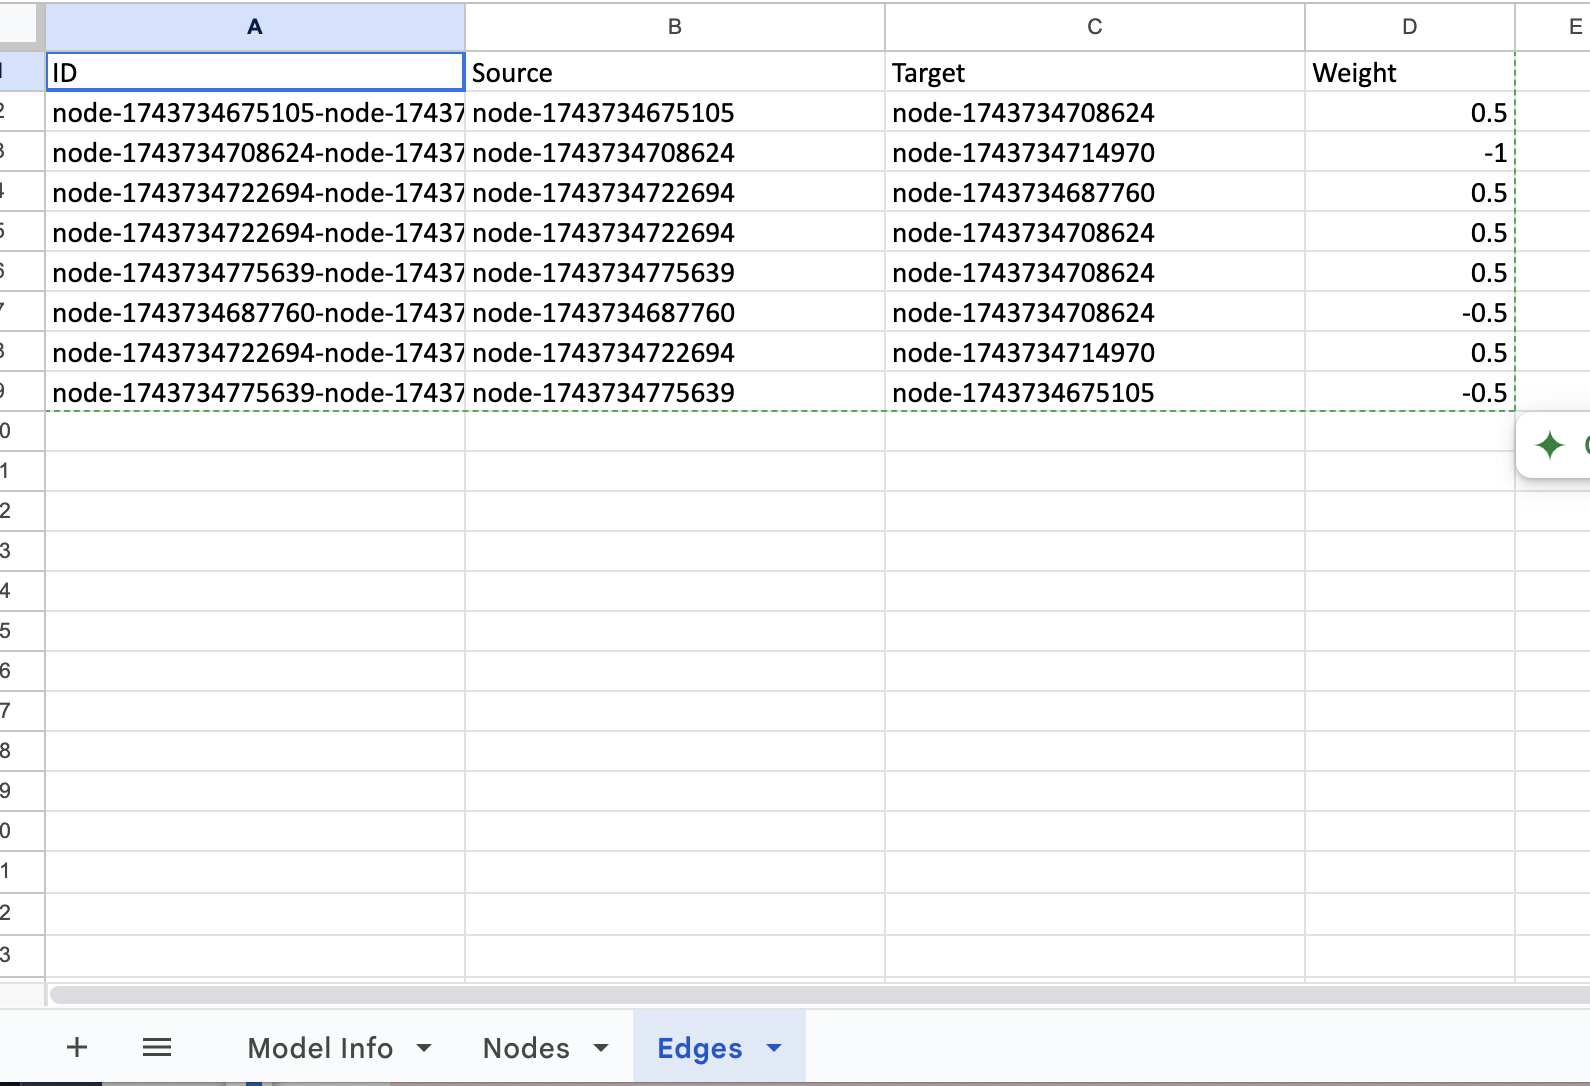 A B C D E
ID Source Target Weight
2 node-1743734675105-node-17437 node-1743734675105 node-1743734708624 0.5
3 node-1743734708624-node-17437 node-1743734708624 node-1743734714970 -1
4 node-1743734722694-node-17437 node-1743734722694 node-1743734687760 0.5
5 node-1743734722694-node-17437 node-1743734722694 node-1743734708624 0.5
6 node-1743734775639-node-17437 node-1743734775639 node-1743734708624 0.5
7 node-1743734687760-node-17437 node-1743734687760 node-1743734708624 -0.5
8 node-1743734722694-node-17437 node-1743734722694 node-1743734714970 0.5
9 node-1743734775639-node-17437 node-1743734775639 node-1743734675105 -0.5
0
1
2
3
4
5
6
7
8
9
0
1
2
3
Model Info Nodes Edges